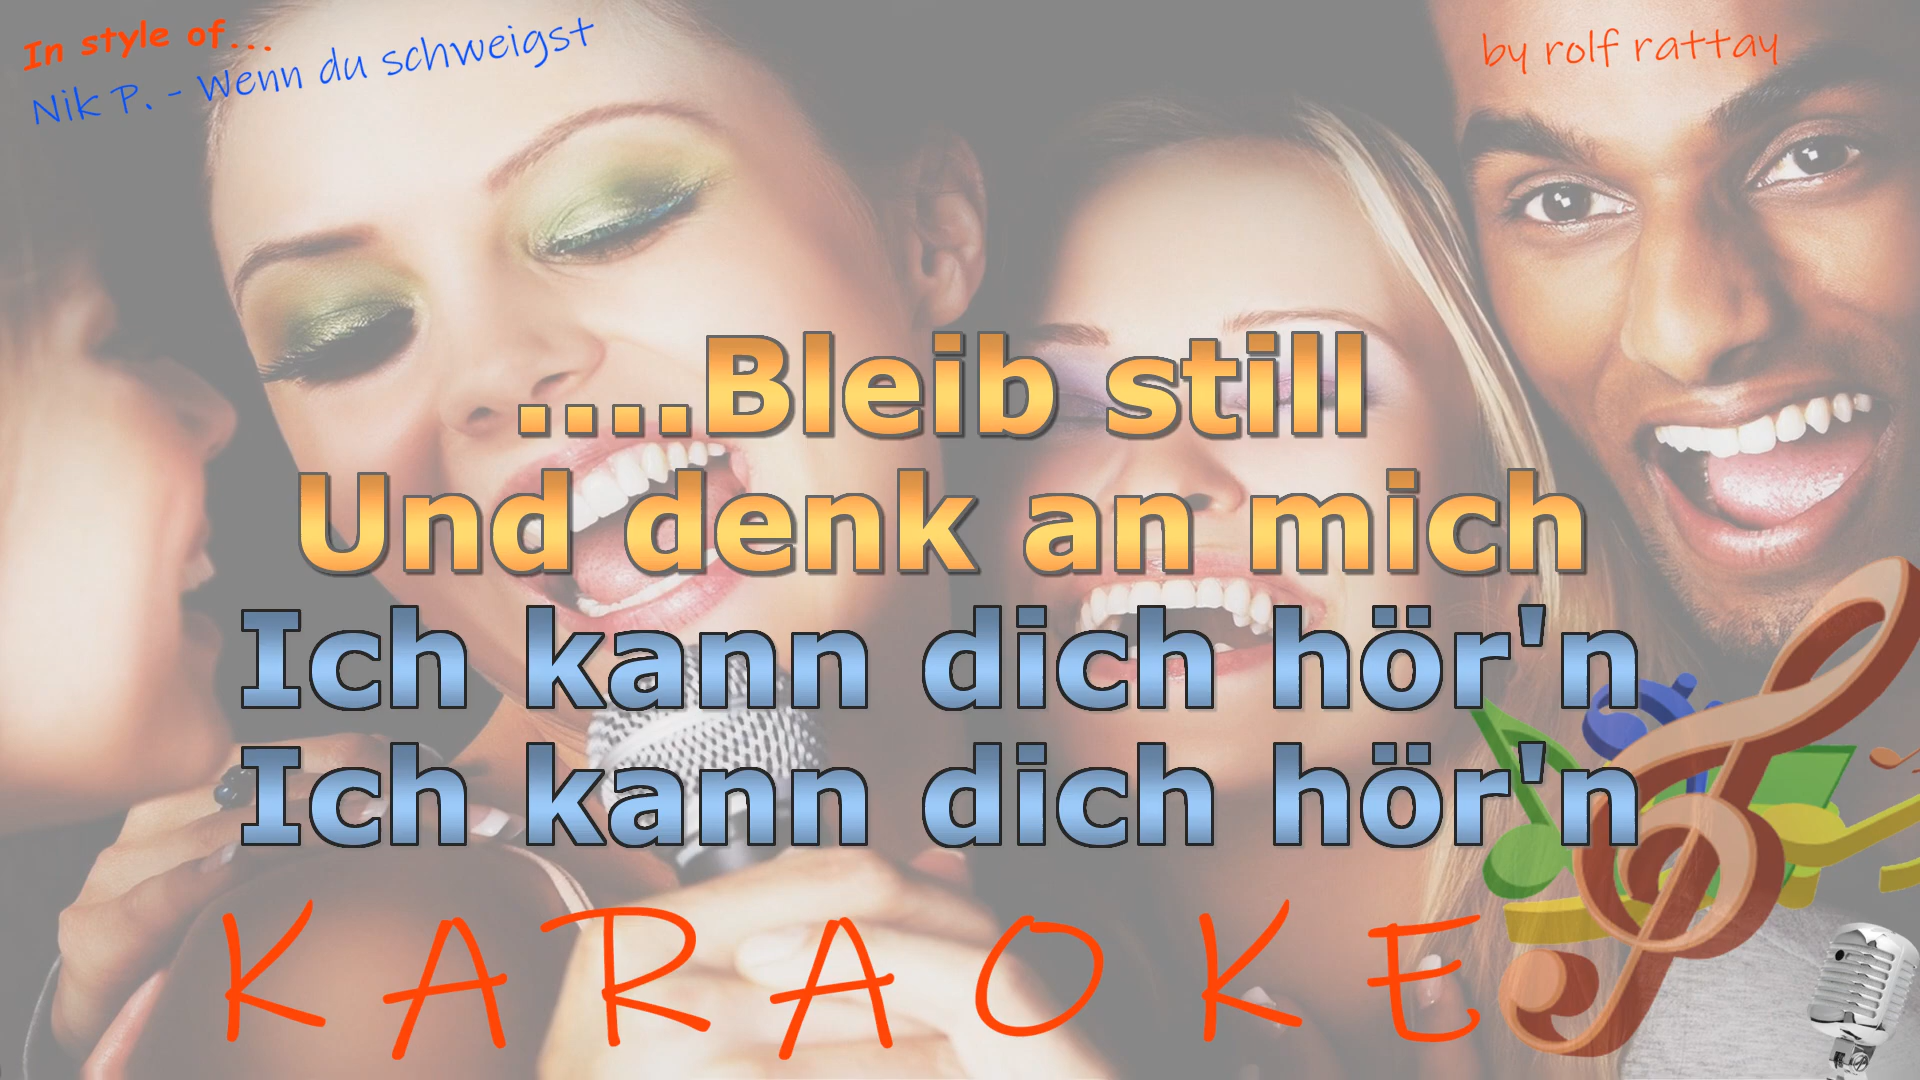 In style of...
Nik P. - Wenn du schweigst
by rolf rattay
....Bleib still
Und denk an mich
Ich kann dich hör'n
Ich kann dich hör'n
KARAOKE